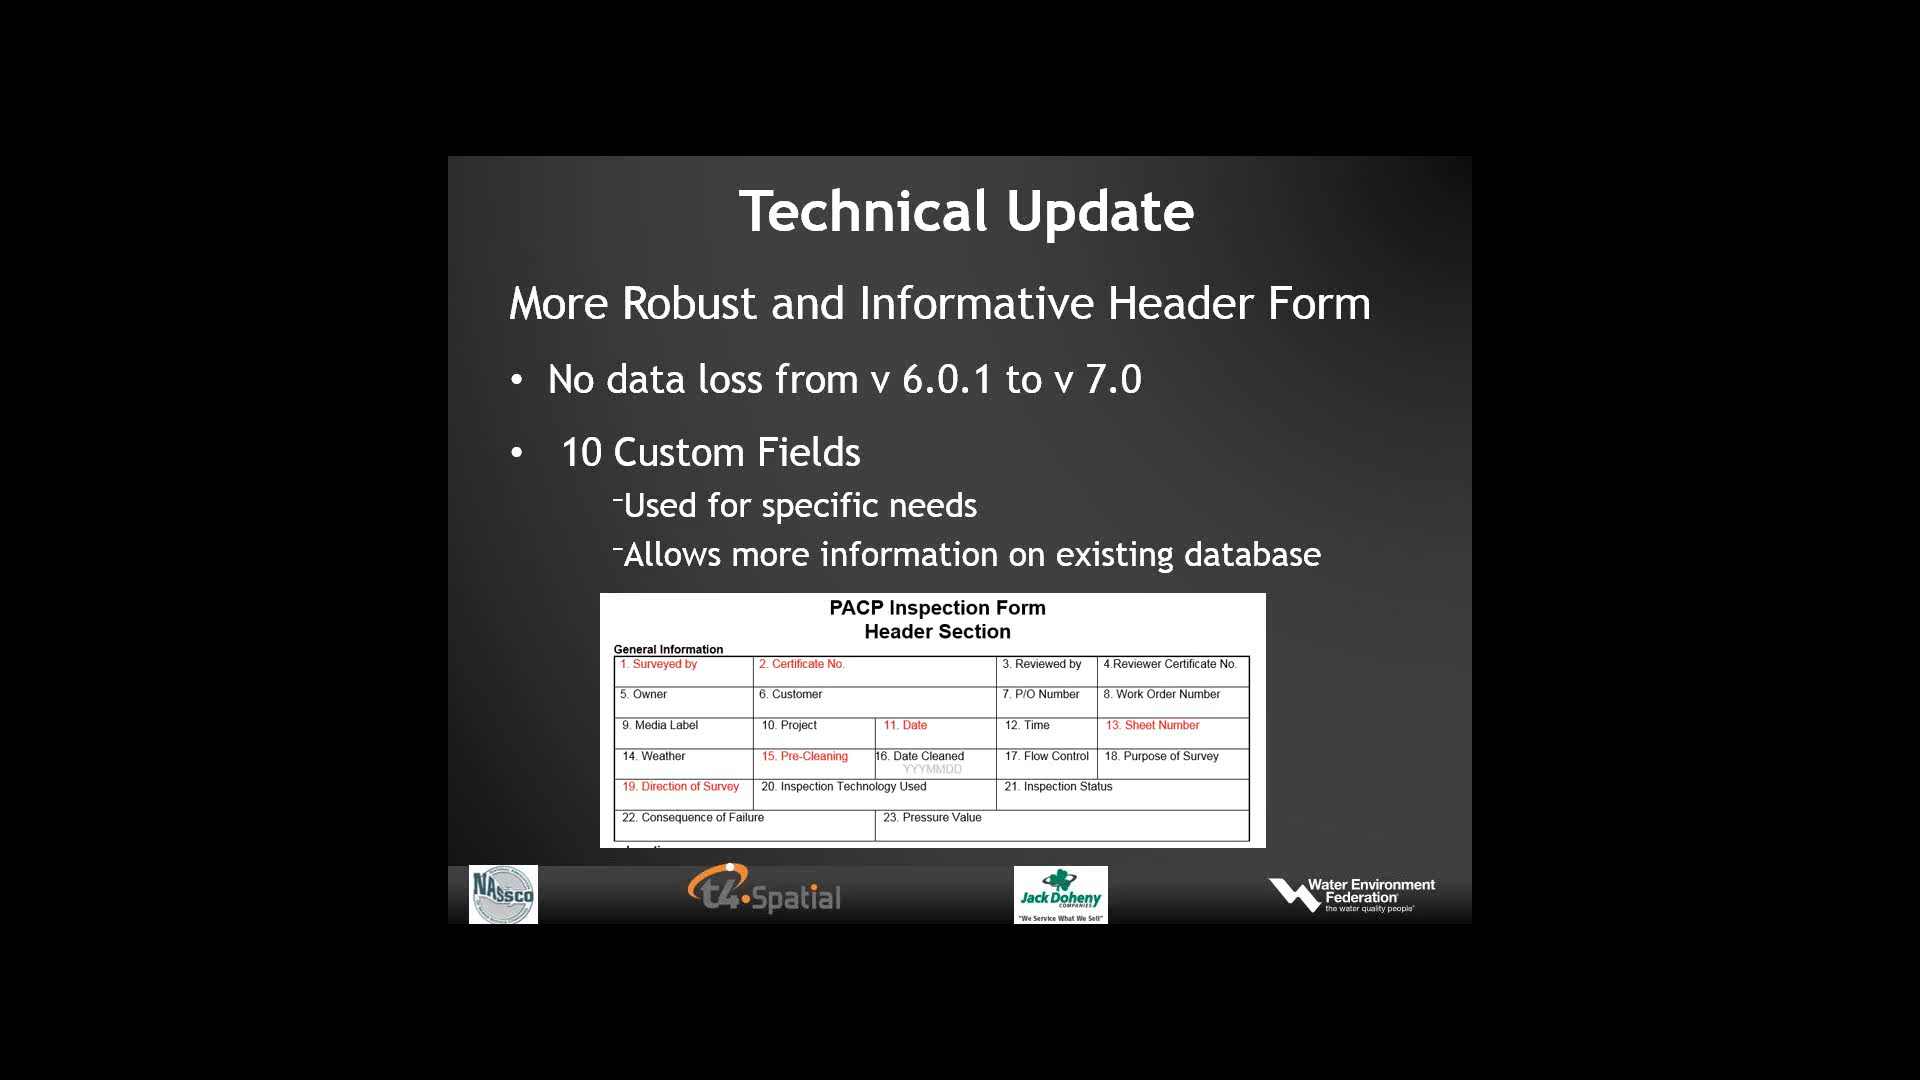 Technical Update
More Robust and Informative Header Form
• No data loss from v 6.0.1 to v 7.0
• 10 Custom Fields
–Used for specific needs
–Allows more information on existing database
PACP Inspection Form
Header Section
General Information
1. Surveyed by 2. Certificate No. 3. Reviewed by 4.Reviewer Certificate No.
5. Owner 6. Customer 7. P/O Number 8. Work Order Number
9. Media Label 10. Project 11. Date 12. Time 13. Sheet Number
14. Weather 15. Pre-Cleaning 16. Date Cleaned 17. Flow Control 18. Purpose of Survey
YYYMMDD
19. Direction of Survey 20. Inspection Technology Used 21. Inspection Status
22. Consequence of Failure 23. Pressure Value
NASSCO
t4.Spatial
Jack Doheny
COMPANIES
"We Service What We Sell"
Water Environment
Federation
the water quality people